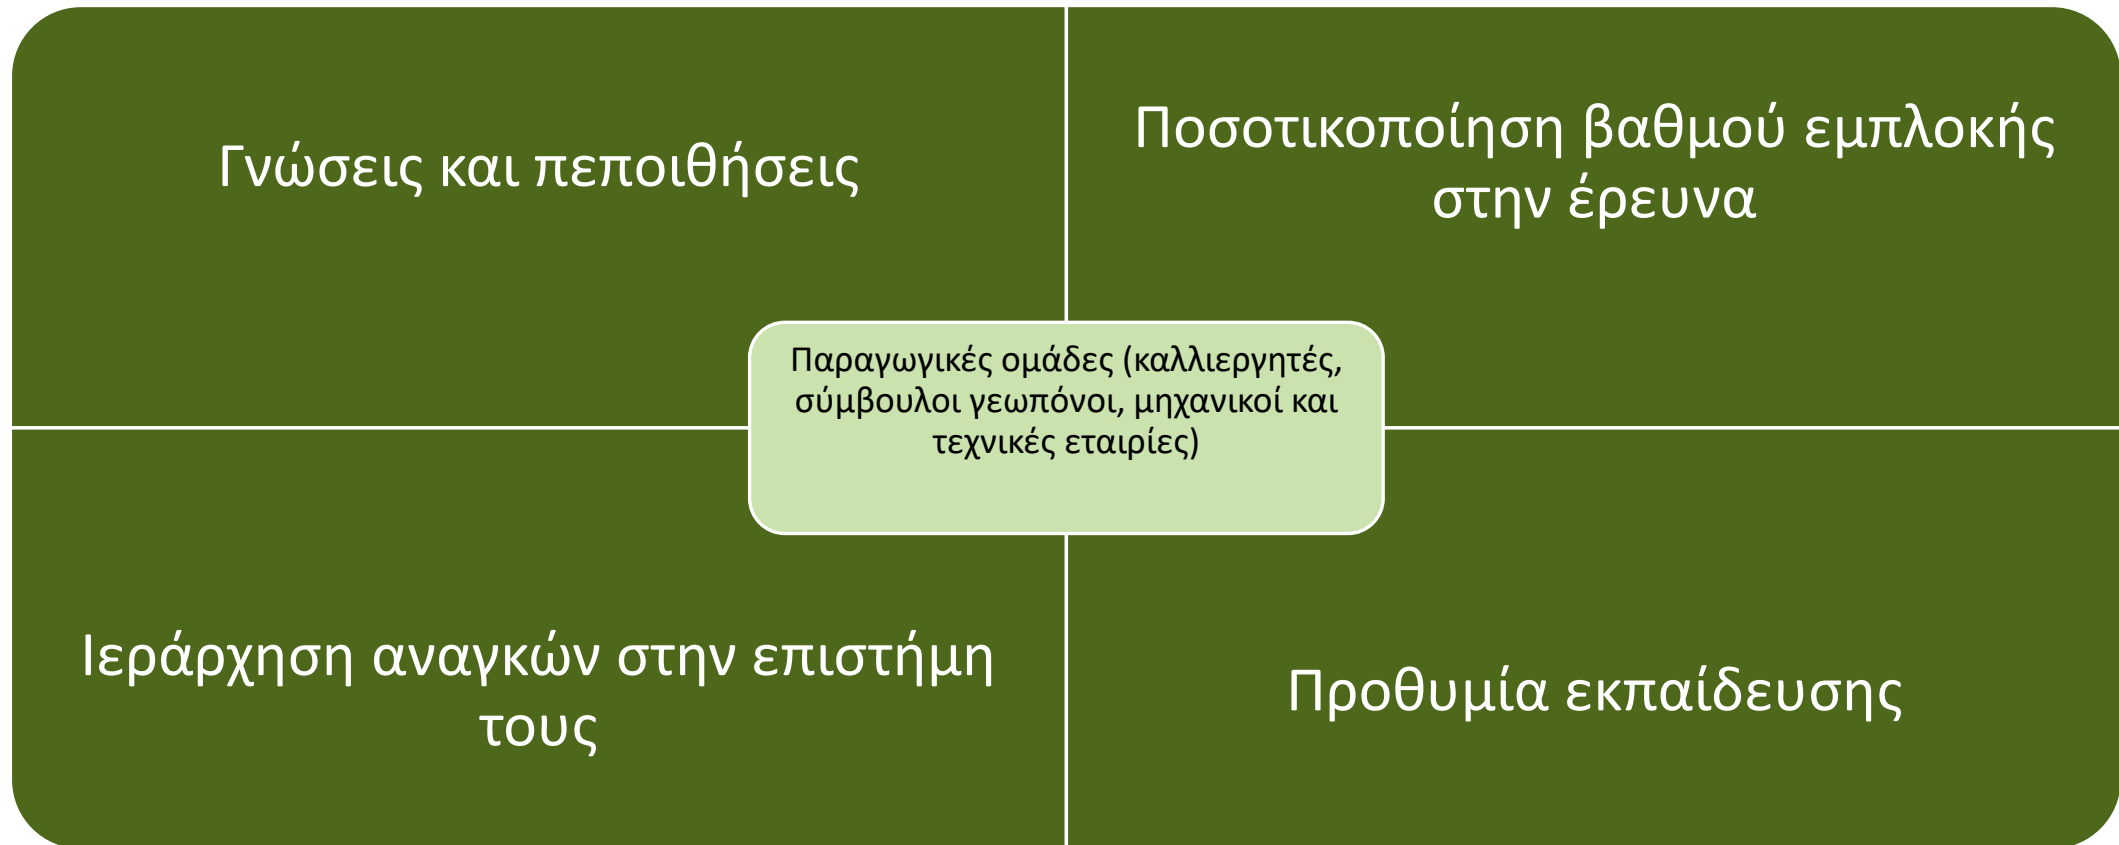 Γνώσεις και πεποιθήσεις
Ποσοτικοποίηση βαθμού εμπλοκής
στην έρευνα
Παραγωγικές ομάδες (καλλιεργητές,
σύμβουλοι γεωπόνοι, μηχανικοί και
τεχνικές εταιρίες)
Ιεράρχηση αναγκών στην επιστήμη
τους
Προθυμία εκπαίδευσης